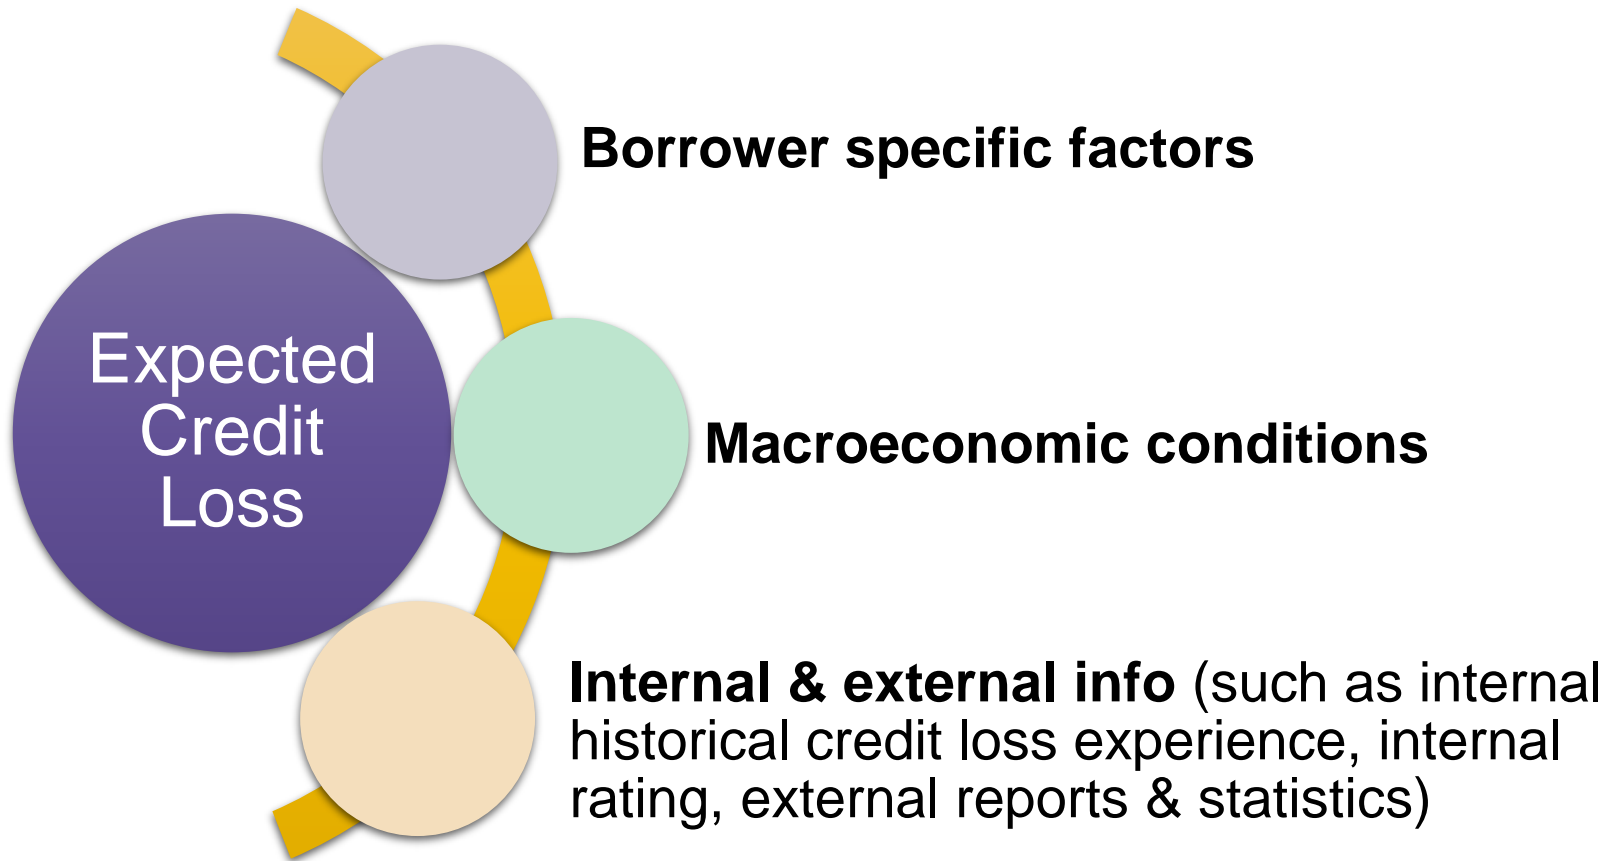 Borrower specific factors
Expected
Credit
Loss
Macroeconomic conditions
Internal & external info (such as internal
historical credit loss experience, internal
rating, external reports & statistics)